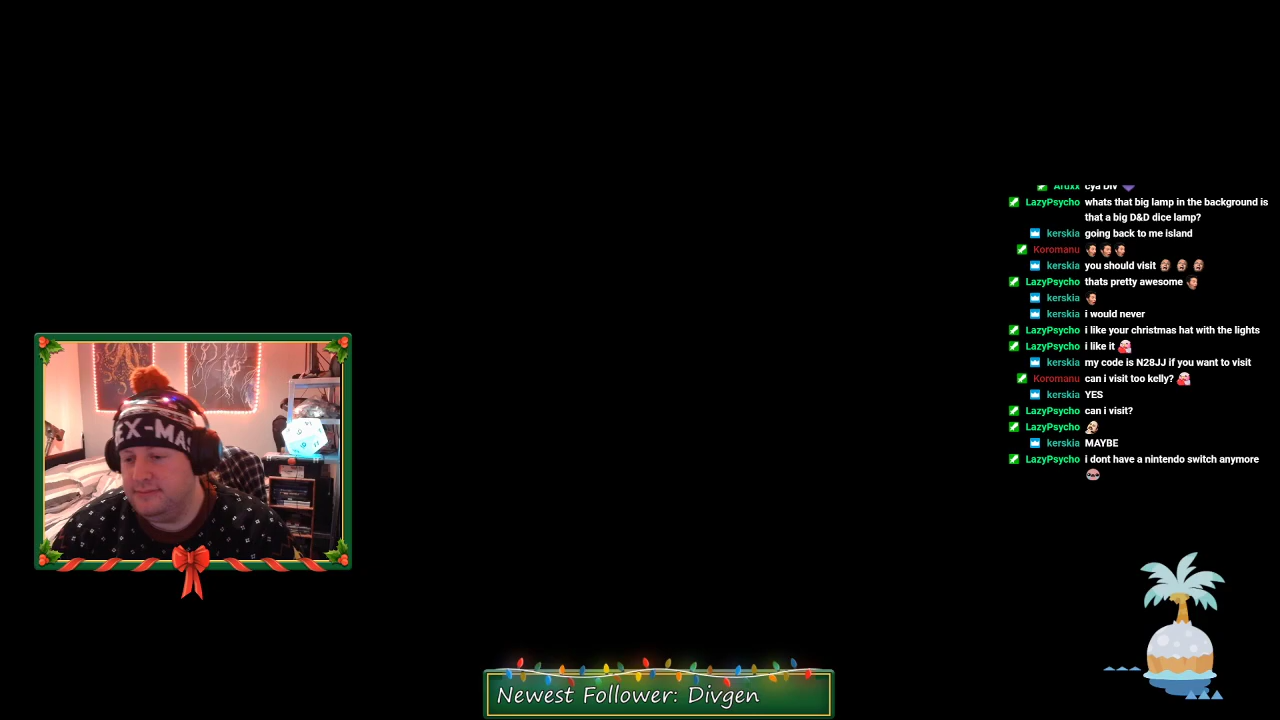 Aruxx cya Div
LazyPsycho whats that big lamp in the background is
that a big D&D dice lamp?
kerskia going back to me island
Koromanu
kerskia you should visit
LazyPsycho thats pretty awesome
kerskia
kerskia i would never
LazyPsycho i like your christmas hat with the lights
LazyPsycho i like it
kerskia my code is N28JJ if you want to visit
Koromanu can i visit too kelly?
kerskia YES
LazyPsycho can i visit?
LazyPsycho
kerskia MAYBE
LazyPsycho i dont have a nintendo switch anymore
EX-MA
Newest Follower: Divgen